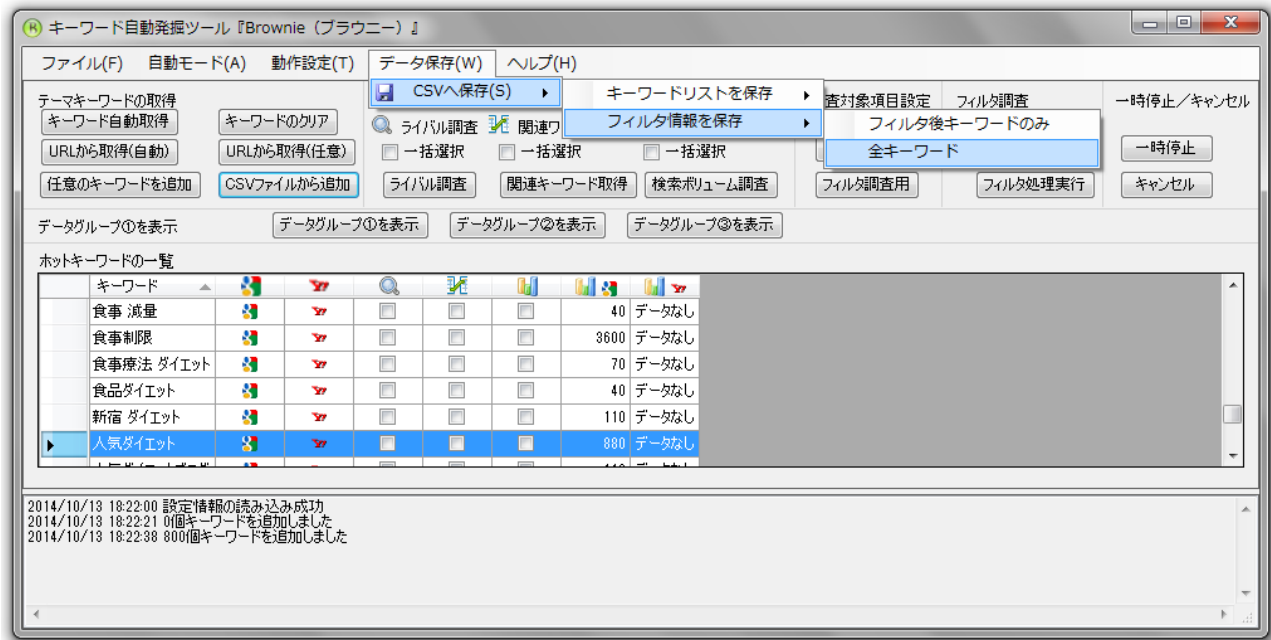 キーワード自動発掘ツール『Brownie（ブラウニー）』
ファイル(F) 自動モード(A) 動作設定(T) データ保存(W) ヘルプ(H)
CSVへ保存(S) キーワードリストを保存
フィルタ情報を保存
フィルタ後キーワードのみ
全キーワード
テーマキーワードの取得 査対象項目設定 フィルタ調査 一時停止／キャンセル
キーワード自動取得 キーワードのクリア ライバル調査 関連ワ
URLから取得(自動) URLから取得(任意) 一括選択 一括選択 一括選択 一時停止
任意のキーワードを追加 CSVファイルから追加 ライバル調査 関連キーワード取得 検索ボリューム調査 フィルタ調査用 フィルタ処理実行 キャンセル
データグループ①を表示 データグループ①を表示 データグループ②を表示 データグループ③を表示
ホットキーワードの一覧
キーワード
食事 減量 40 データなし
食事制限 3600 データなし
食事療法 ダイエット 70 データなし
食品ダイエット 40 データなし
新宿 ダイエット 110 データなし
人気ダイエット 880 データなし
2014/10/13 18:22:00 設定情報の読み込み成功
2014/10/13 18:22:21 0個キーワードを追加しました
2014/10/13 18:22:38 800個キーワードを追加しました